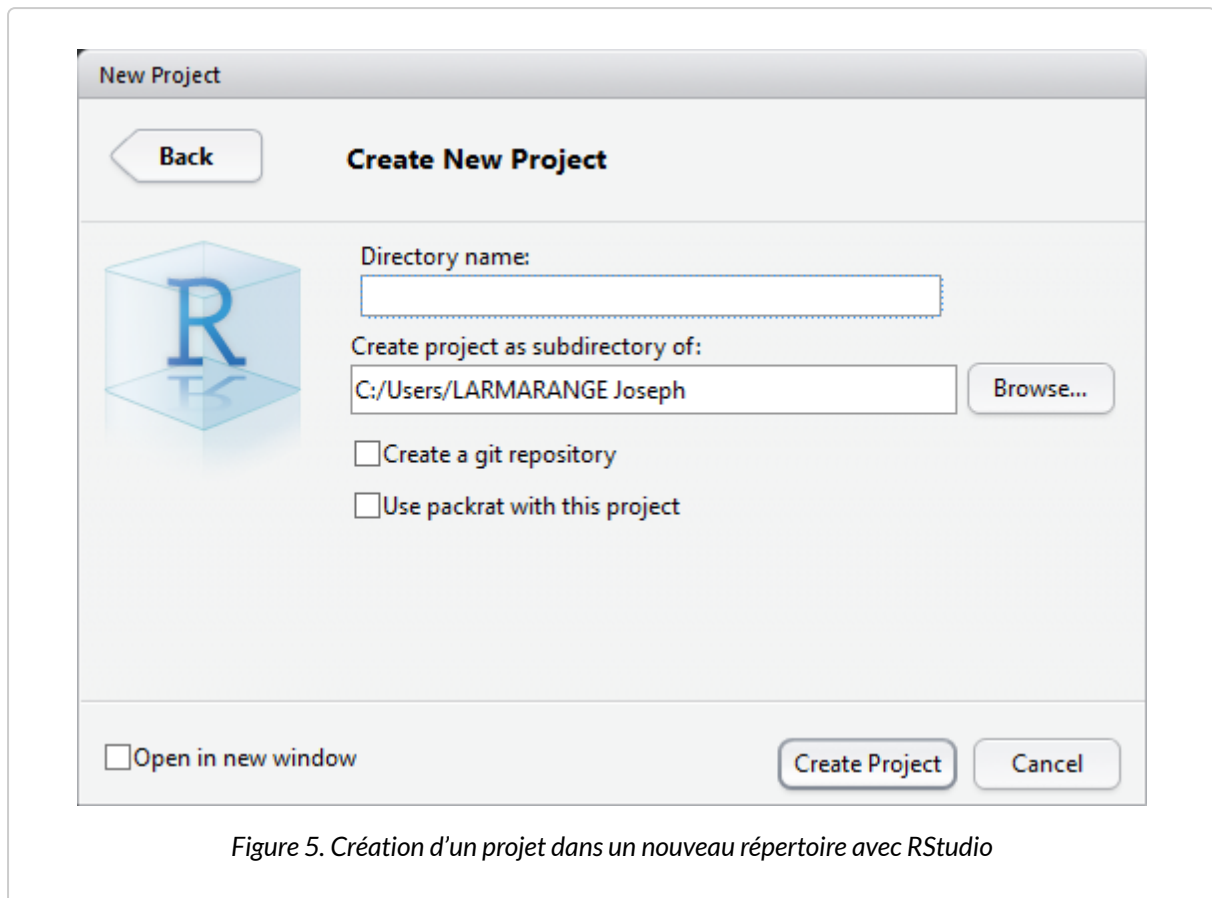 New Project
Back
Create New Project
R
Directory name:
Create project as subdirectory of:
C:/Users/LARMARANGE Joseph
Browse...
Create a git repository
Use packrat with this project
Open in new window
Create Project
Cancel
Figure 5. Création d'un projet dans un nouveau répertoire avec RStudio